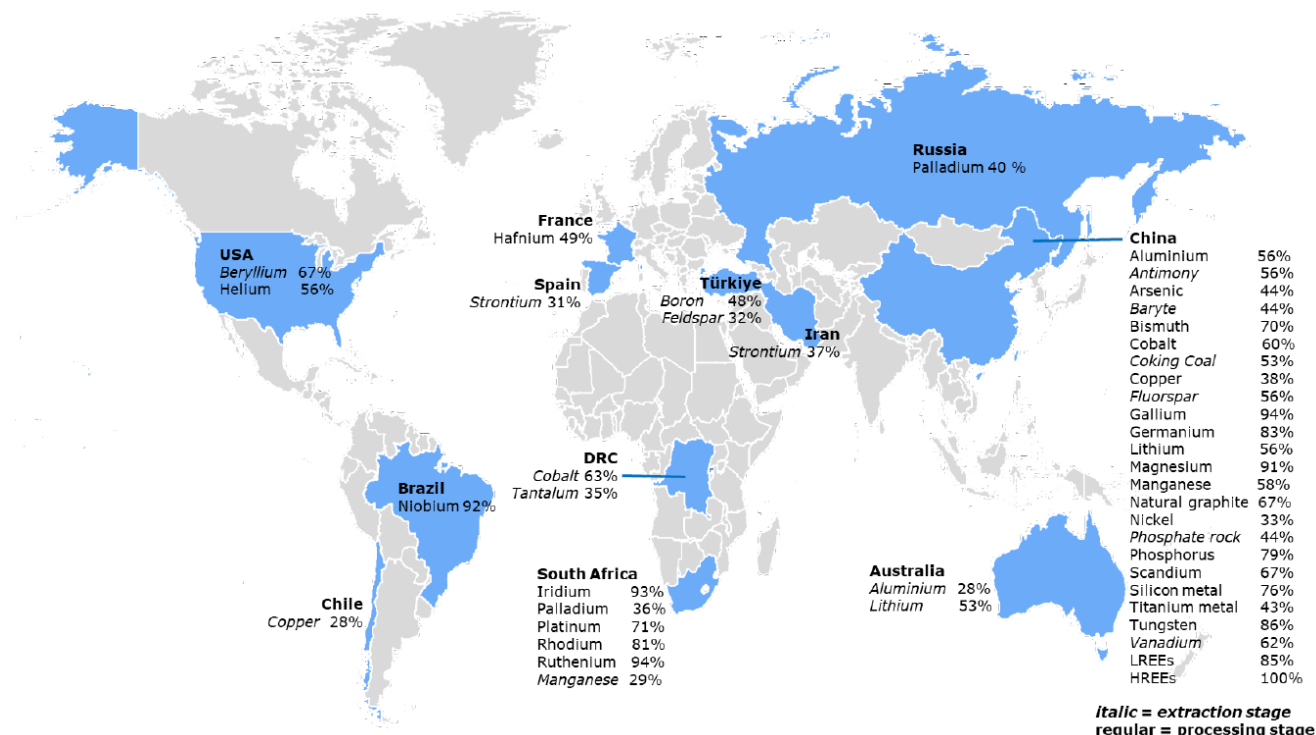 Russia
Palladium 40 %
France
Hafnium 49%
USA
Beryllium 67%
Helium 56%
Spain
Strontium 31%
Türkiye
Boron 48%
Feldspar 32%
Iran
Strontium 37%
China
Aluminium 56%
Antimony 56%
Arsenic 44%
Baryte 44%
Bismuth 70%
Cobalt 60%
Coking Coal 53%
Copper 38%
Fluorspar 56%
Gallium 94%
Germanium 83%
Lithium 56%
Magnesium 91%
Manganese 58%
Natural graphite 67%
Nickel 33%
Phosphate rock 44%
Phosphorus 79%
Scandium 67%
Silicon metal 76%
Titanium metal 43%
Tungsten 86%
Vanadium 62%
LREEs 85%
HREEs 100%
DRC
Cobalt 63%
Tantalum 35%
Brazil
Niobium 92%
South Africa
Iridium 93%
Palladium 36%
Platinum 71%
Rhodium 81%
Ruthenium 94%
Manganese 29%
Australia
Aluminium 28%
Lithium 53%
Chile
Copper 28%
italic = extraction stage
regular = processing stage